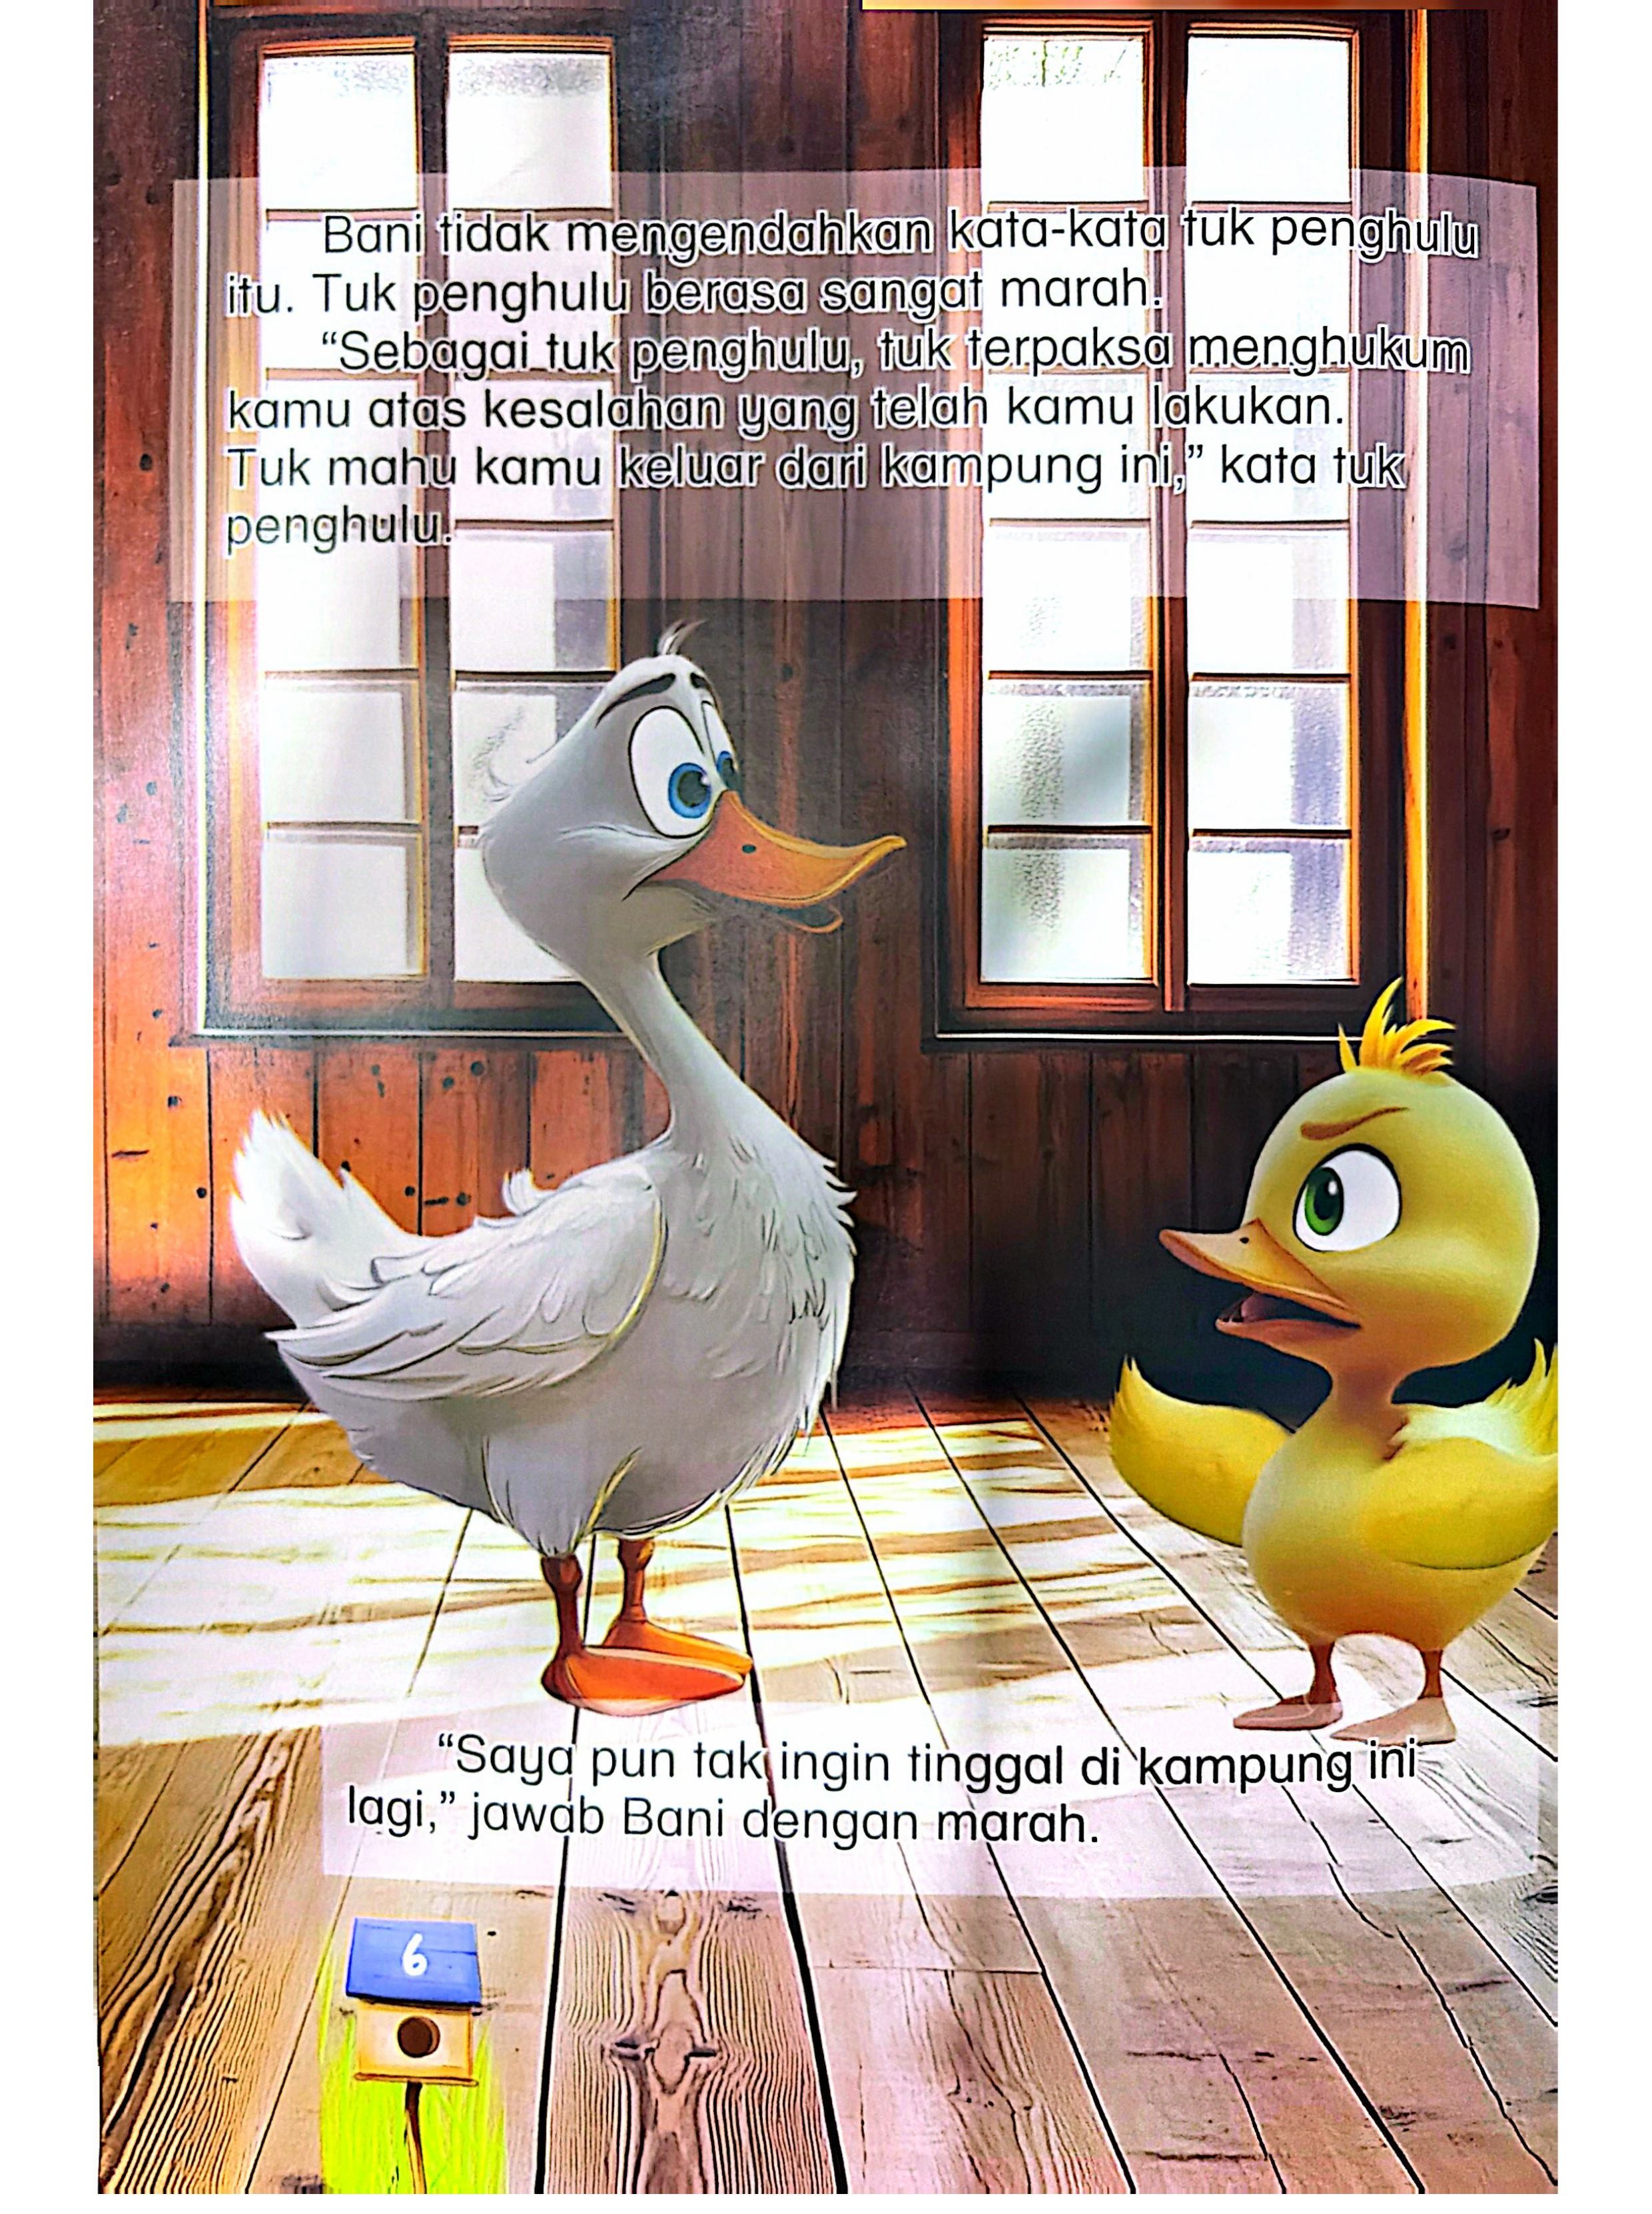 Bani tidak mengendahkan kata-kata tuk penghulu
itu. Tuk penghulu berasa sangat marah.
“Sebagai tuk penghulu, tuk terpaksa menghukum
kamu atas kesalahan yang telah kamu lakukan.
Tuk mahu kamu keluar dari kampung ini,” kata tuk
penghulu.
“Saya pun tak ingin tinggal di kampung ini
lagi,” jawab Bani dengan marah.
6